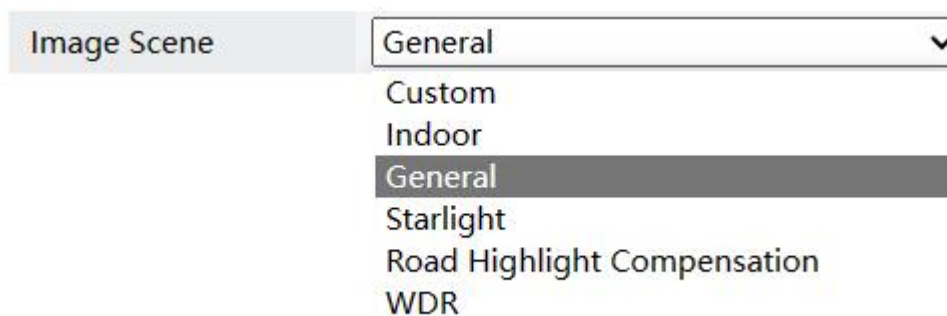 Image Scene General
Custom
Indoor
General
Starlight
Road Highlight Compensation
WDR